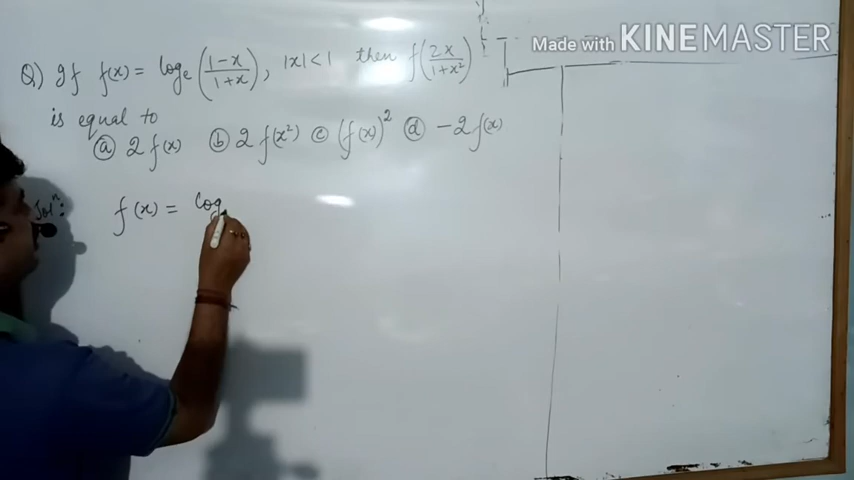 Made with KINEMASTER
Q) If f(x) = logₑ (1-x / 1+x), |x| < 1 then f(2x / 1+x²)
is equal to
ⓐ 2f(x) ⓑ 2f(x²) ⓒ (f(x))² ⓓ -2f(x)
Solⁿ: f(x) = log